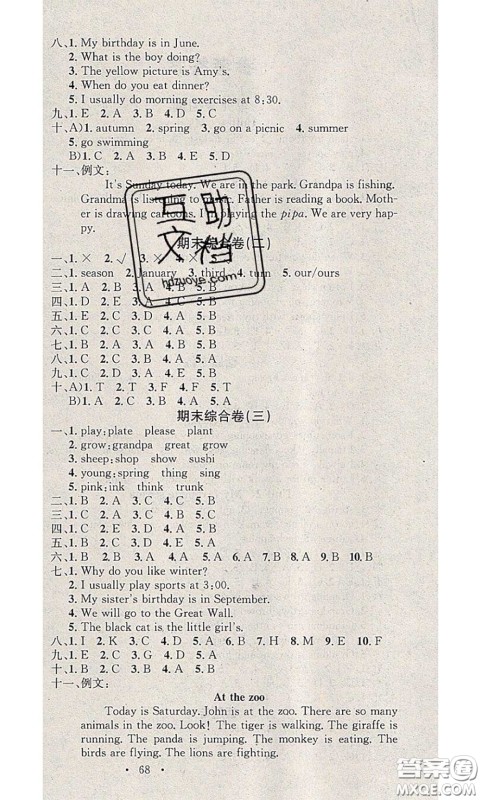 八、1. My birthday is in June.
2. What is the boy doing?
3. The yellow picture is Amy's.
4. When do you eat dinner?
5. I usually do morning exercises at 8:30.
九、1. E 2. A 3. D 4. C 5. B
十、A)1. autumn 2. spring 3. go on a picnic 4. summer
5. go swimming
B)1. C 2. A 3. E 4. B 5. D
十一、例文:
It's Sunday today. We are in the park. Grandpa is fishing.
Grandma is listening to music. Father is reading a book. Moth-
er is drawing cartoons. I'm playing the pipa. We are very hap-
py.
互助
文档
hdzuoye.com
期末综合卷(二)
一、1. × 2. √ 3. × 4. × 5. ×
二、1. season 2. January 3. third 4. turn 5. our/ours
三、1. A 2. B 3. B 4. B 5. B
四、1. D 2. E 3. A 4. C 5. B
五、1. C 2. D 3. E 4. A 5. B
六、1. C 2. C 3. A 4. B 5. B
七、1. B 2. A 3. A 4. B 5. B
八、1. C 2. D 3. B 4. A 5. E
九、1. D 2. C 3. A 4. E 5. B
十、A)1. T 2. T 3. F 4. F 5. T
B)1. C 2. B 3. A 4. A 5. B
期末综合卷(三)
一、1. play:plate please plant
2. grow:grandpa great grow
3. sheep:shop show sushi
4. young:spring thing sing
5. pink:ink think trunk
二、1. B 2. A 3. C 4. C 5. B
三、1. C 2. A 3. B 4. B 5. A
四、1. C 2. E 3. D 4. A 5. B
五、1. B 2. C 3. E 4. D 5. A
六、1. B 2. C 3. A 4. C 5. A 6. B 7. B 8. A 9. B 10. B
七、1. Why do you like winter?
2. I usually play sports at 3:00.
3. My sister's birthday is in September.
4. We will go to the Great Wall.
5. The black cat is the little girl's.
八、1. I 2. K 3. C 4. D 5. A 6. G 7. H 8. J 9. E 10. F
九、1. E 2. C 3. G 4. D 5. A
十、1. B 2. C 3. B 4. A 5. A
十一、例文:
At the zoo
Today is Saturday. John is at the zoo. There are so many
animals in the zoo. Look! The tiger is walking. The giraffe is
running. The panda is jumping. The monkey is eating. The
birds are flying. The lions are fighting.
• 68 •
答案圈
MXQE.COM